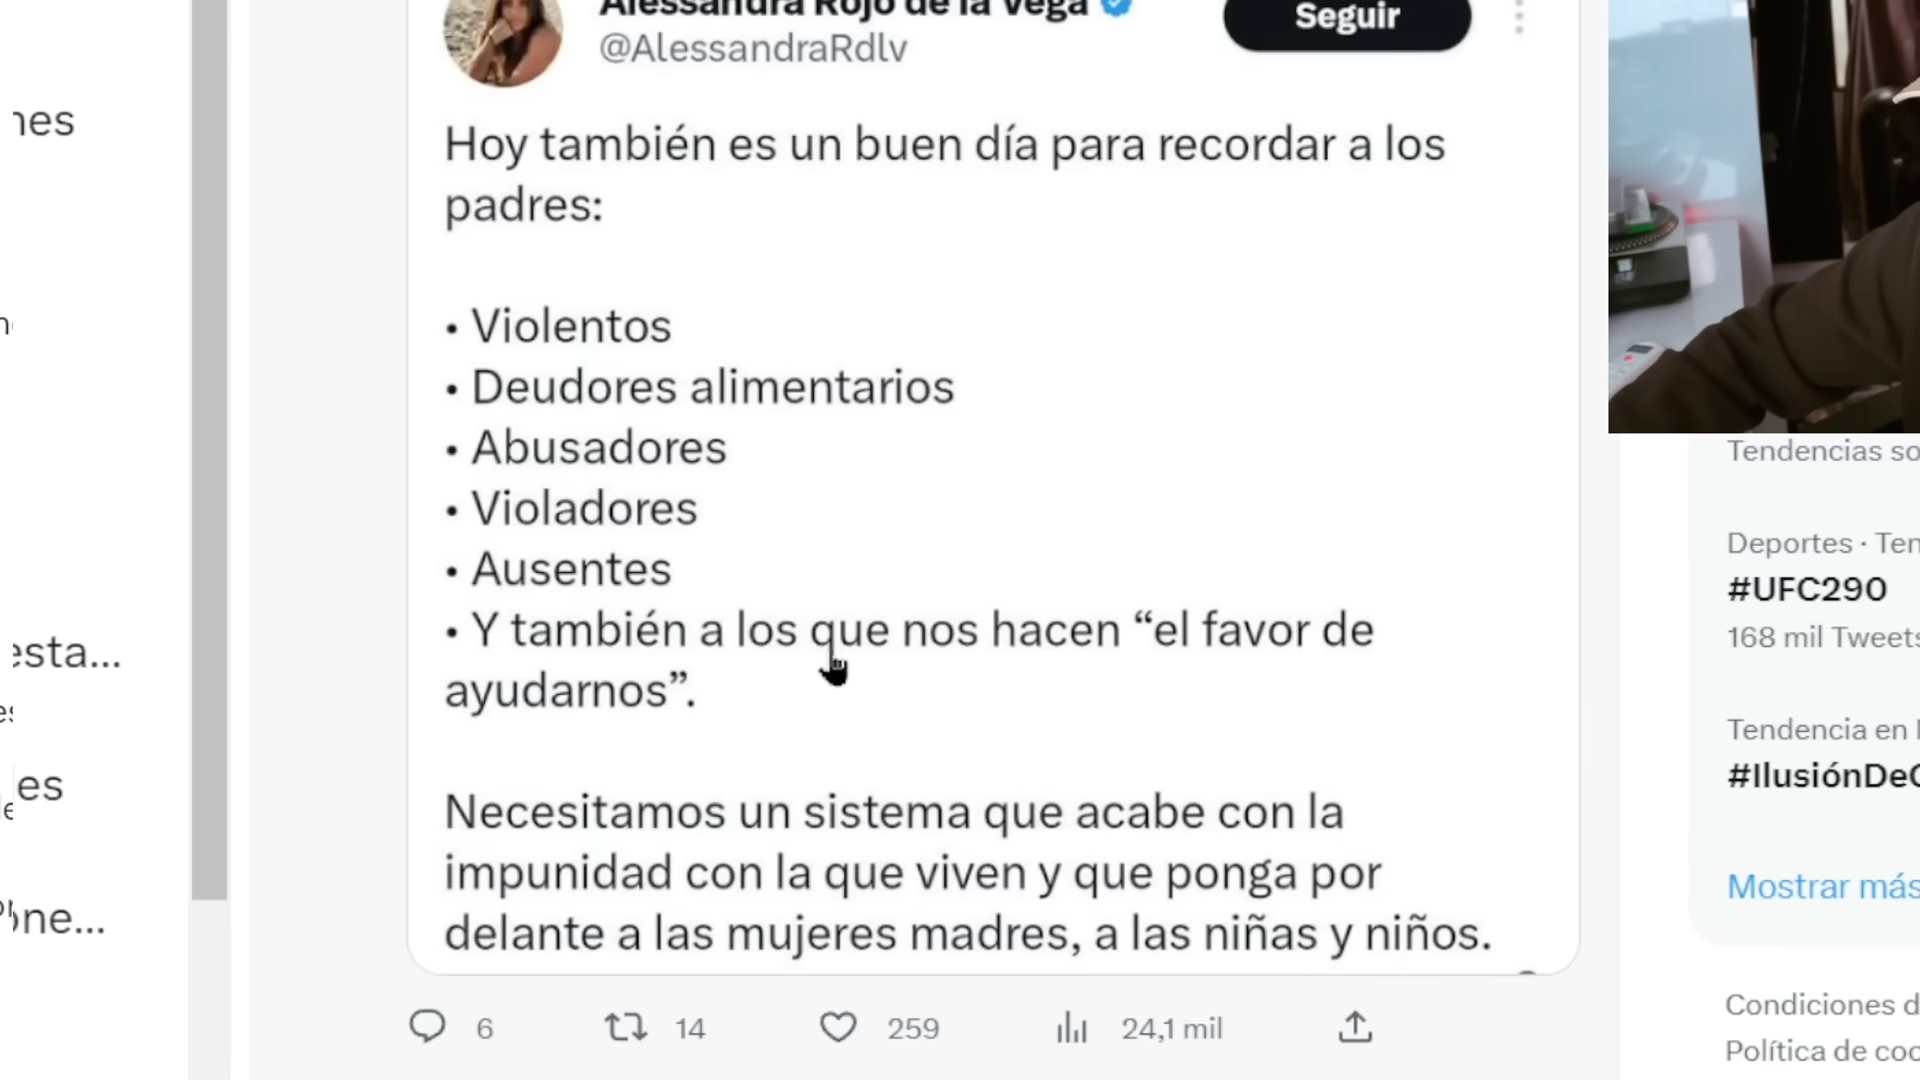 Alessandra Rojo de la Vega
@AlessandraRdlv
Seguir
Hoy también es un buen día para recordar a los
padres:
• Violentos
• Deudores alimentarios
• Abusadores
• Violadores
• Ausentes
• Y también a los que nos hacen “el favor de
ayudarnos”.
Necesitamos un sistema que acabe con la
impunidad con la que viven y que ponga por
delante a las mujeres madres, a las niñas y niños.
6
14
259
24,1 mil
Tendencias
Deportes ·
#UFC290
168 mil Tweets
Tendencia en
Mostrar más
Condiciones
Política de